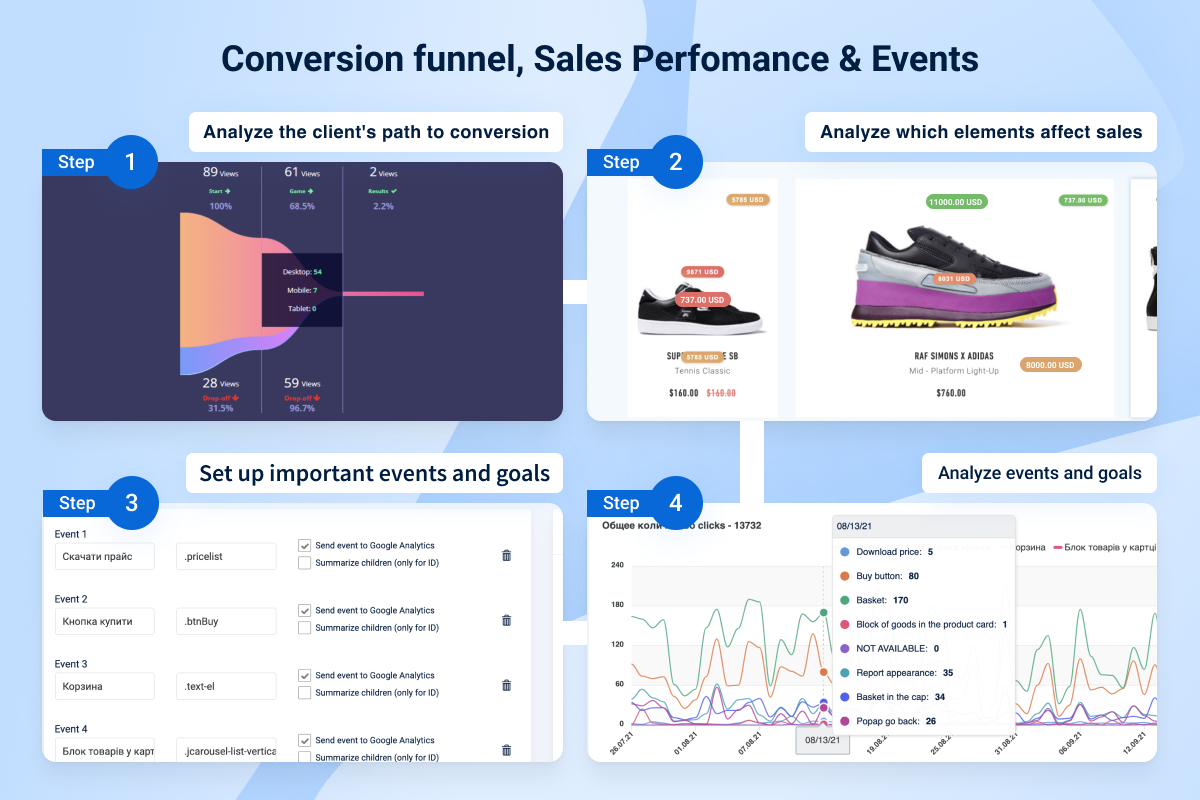 Conversion funnel, Sales Perfomance & Events
Analyze the client's path to conversion
Step 1
89 Views
61 Views
2 Views
Start
Game
Results
100%
68.5%
2.2%
Desktop: 54
Mobile: 7
Tablet: 0
28 Views
59 Views
Drop-off
Drop-off
31.5%
96.7%
Analyze which elements affect sales
Step 2
5785 USD
9871 USD
737.00 USD
5785 USD
E SB
Tennis Classic
$160.00 $160.00
11000.00 USD
737.00 USD
8031 USD
RAF SIMONS X ADIDAS
Mid - Platform Light-Up
8000.00 USD
$760.00
Set up important events and goals
Step 3
Event 1
Скачати прайс
.pricelist
Send event to Google Analytics
Summarize children (only for ID)
Event 2
Кнопка купити
.btnBuy
Send event to Google Analytics
Summarize children (only for ID)
Event 3
Корзина
.text-el
Send event to Google Analytics
Summarize children (only for ID)
Event 4
Блок товарів у карт
.jcarousel-list-vertica
Send event to Google Analytics
Summarize children (only for ID)
Analyze events and goals
Step 4
Общее коли
о clicks - 13732
орзина
Блок товарів у картці
240
180
120
60
0
08/13/21
Download price: 5
Buy button: 80
Basket: 170
Block of goods in the product card: 1
NOT AVAILABLE: 0
Report appearance: 35
Basket in the cap: 34
Popap go back: 26
26.07.21
01.08.21
07.08.21
08/13/21
19.08.2
25.08.2
31.08.21
06.09.21
12.09.21